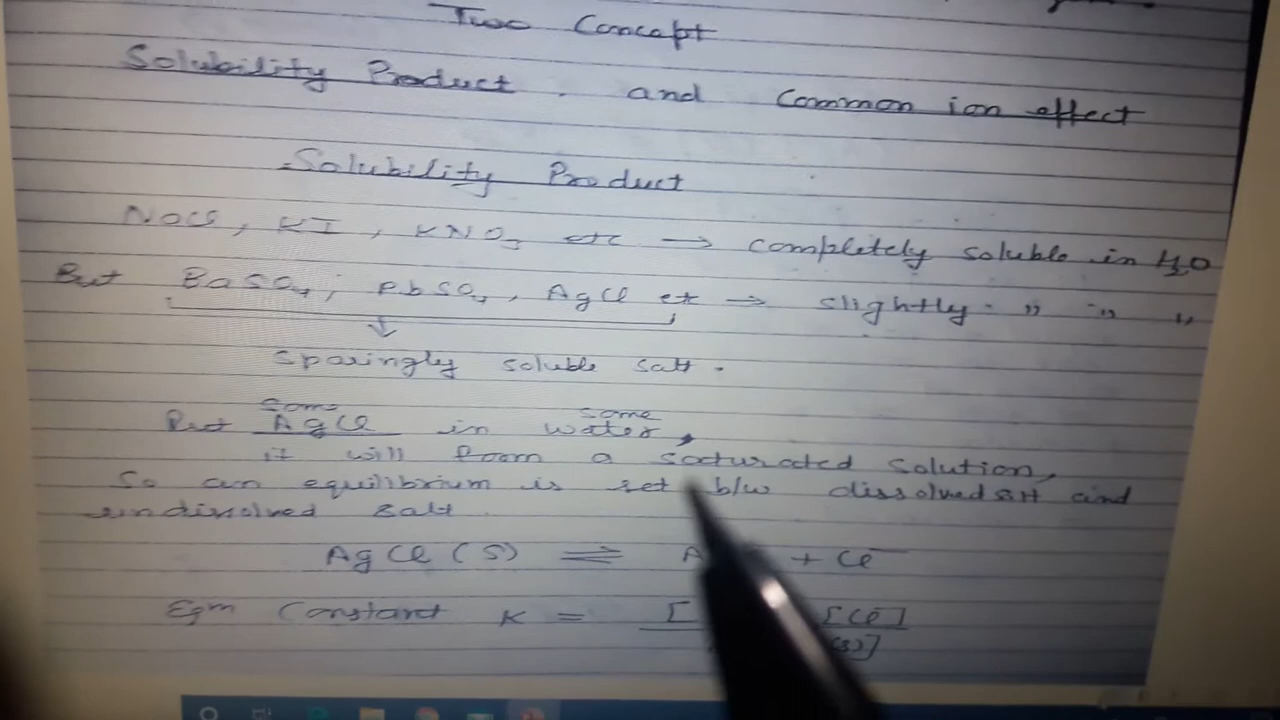 Two Concept
Solubility Product . and Common ion effect
Solubility Product
NaCl, KI, KNO3 etc → completely soluble in H2O
But BaSO4, PbSO4, AgCl et → slightly " " "
↓
Sparingly soluble salt.
some some
Put AgCl in water,
it will form a saturated solution,
So an equilibrium is set b/w dissolved salt and
undissolved salt
AgCl (S) ⇌ A + Cl⁻
Eqm Constant K = [ [Cl⁻]
(s)]